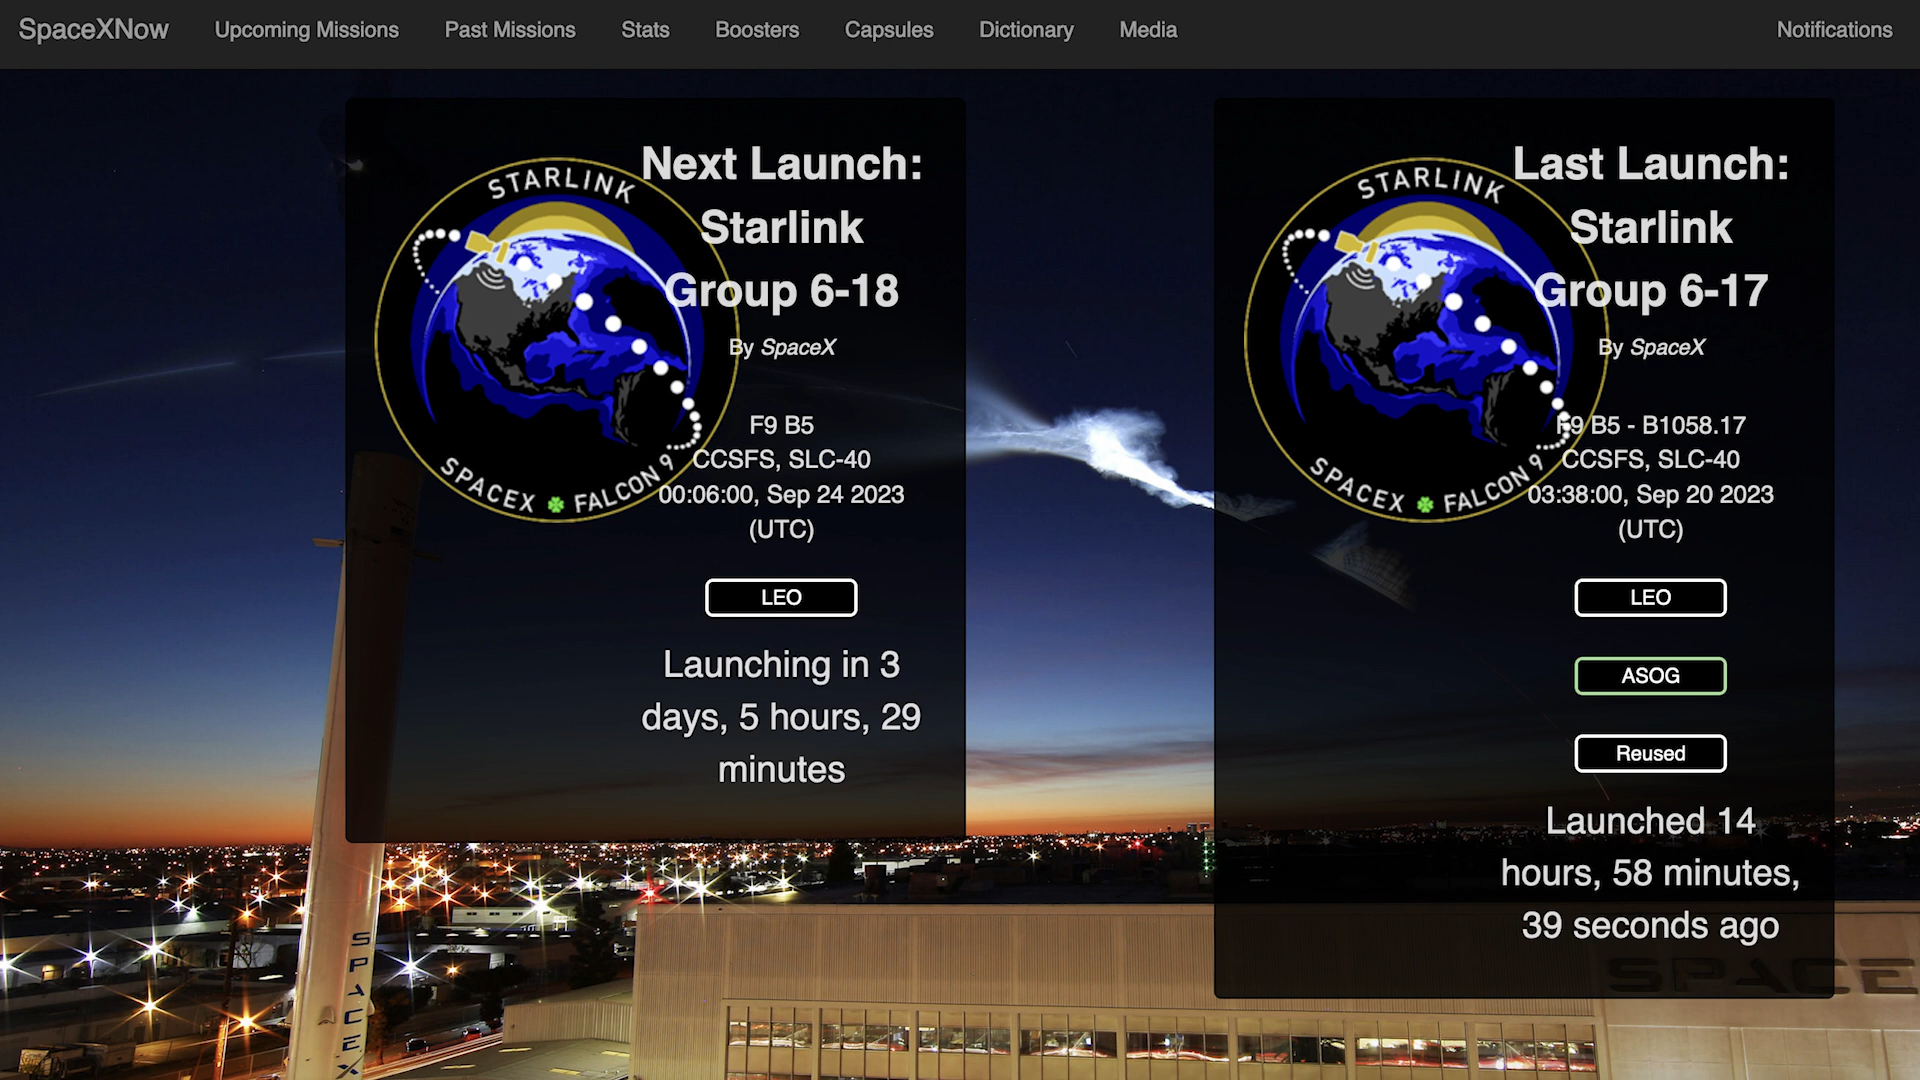 SpaceXNow
Upcoming Missions
Past Missions
Stats
Boosters
Capsules
Dictionary
Media
Notifications
STARLINK
SPACEX FALCON 9
Next Launch:
Starlink
Group 6-18
By SpaceX
F9 B5
CCSFS, SLC-40
00:06:00, Sep 24 2023
(UTC)
LEO
Launching in 3
days, 5 hours, 29
minutes
STARLINK
SPACEX FALCON 9
Last Launch:
Starlink
Group 6-17
By SpaceX
F9 B5 - B1058.17
CCSFS, SLC-40
03:38:00, Sep 20 2023
(UTC)
LEO
ASOG
Reused
Launched 14
hours, 58 minutes,
39 seconds ago
SPACEX
SPACE